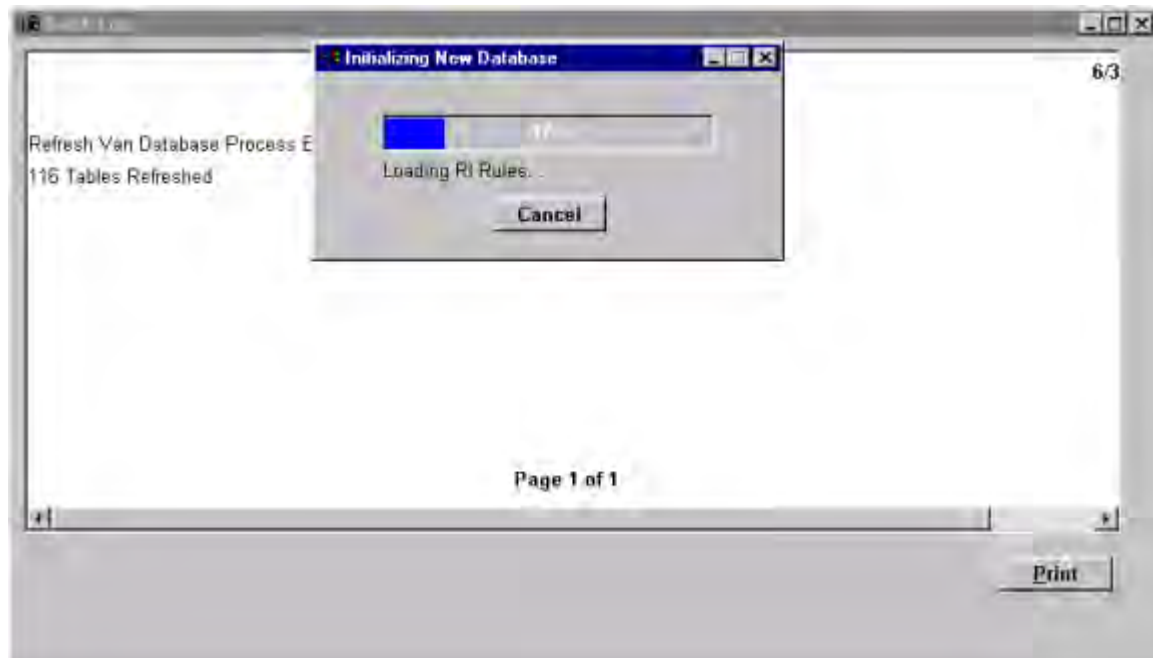 Initializing New Database
6/3
Refresh Van Database Process E
116 Tables Refreshed
Loading RI Rules.
Cancel
Page 1 of 1
Print